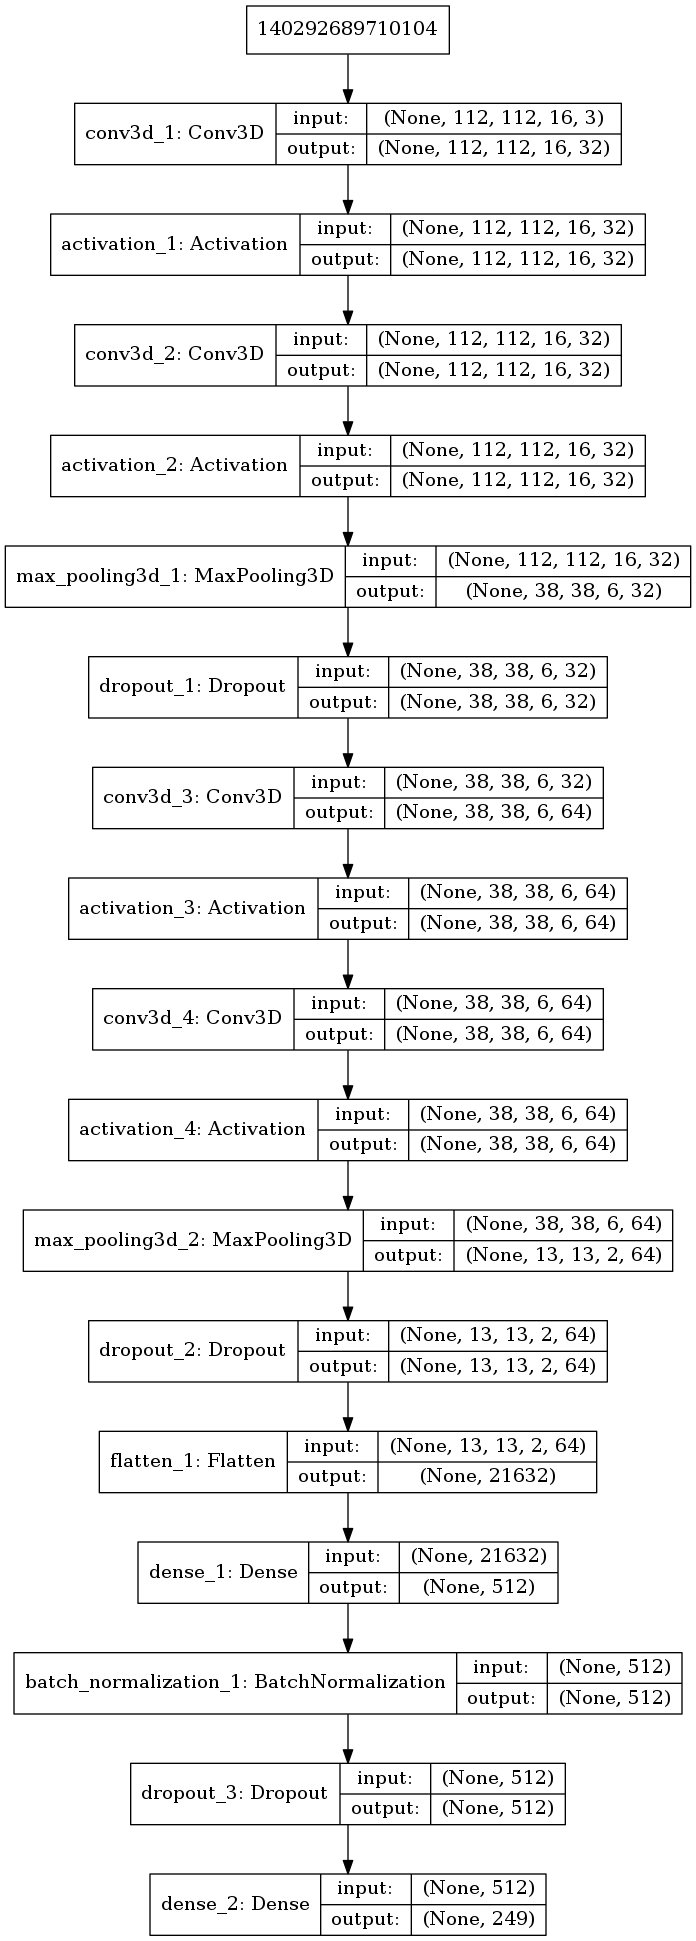 140292689710104
conv3d_1: Conv3D
input: (None, 112, 112, 16, 3)
output: (None, 112, 112, 16, 32)
activation_1: Activation
input: (None, 112, 112, 16, 32)
output: (None, 112, 112, 16, 32)
conv3d_2: Conv3D
input: (None, 112, 112, 16, 32)
output: (None, 112, 112, 16, 32)
activation_2: Activation
input: (None, 112, 112, 16, 32)
output: (None, 112, 112, 16, 32)
max_pooling3d_1: MaxPooling3D
input: (None, 112, 112, 16, 32)
output: (None, 38, 38, 6, 32)
dropout_1: Dropout
input: (None, 38, 38, 6, 32)
output: (None, 38, 38, 6, 32)
conv3d_3: Conv3D
input: (None, 38, 38, 6, 32)
output: (None, 38, 38, 6, 64)
activation_3: Activation
input: (None, 38, 38, 6, 64)
output: (None, 38, 38, 6, 64)
conv3d_4: Conv3D
input: (None, 38, 38, 6, 64)
output: (None, 38, 38, 6, 64)
activation_4: Activation
input: (None, 38, 38, 6, 64)
output: (None, 38, 38, 6, 64)
max_pooling3d_2: MaxPooling3D
input: (None, 38, 38, 6, 64)
output: (None, 13, 13, 2, 64)
dropout_2: Dropout
input: (None, 13, 13, 2, 64)
output: (None, 13, 13, 2, 64)
flatten_1: Flatten
input: (None, 13, 13, 2, 64)
output: (None, 21632)
dense_1: Dense
input: (None, 21632)
output: (None, 512)
batch_normalization_1: BatchNormalization
input: (None, 512)
output: (None, 512)
dropout_3: Dropout
input: (None, 512)
output: (None, 512)
dense_2: Dense
input: (None, 512)
output: (None, 249)